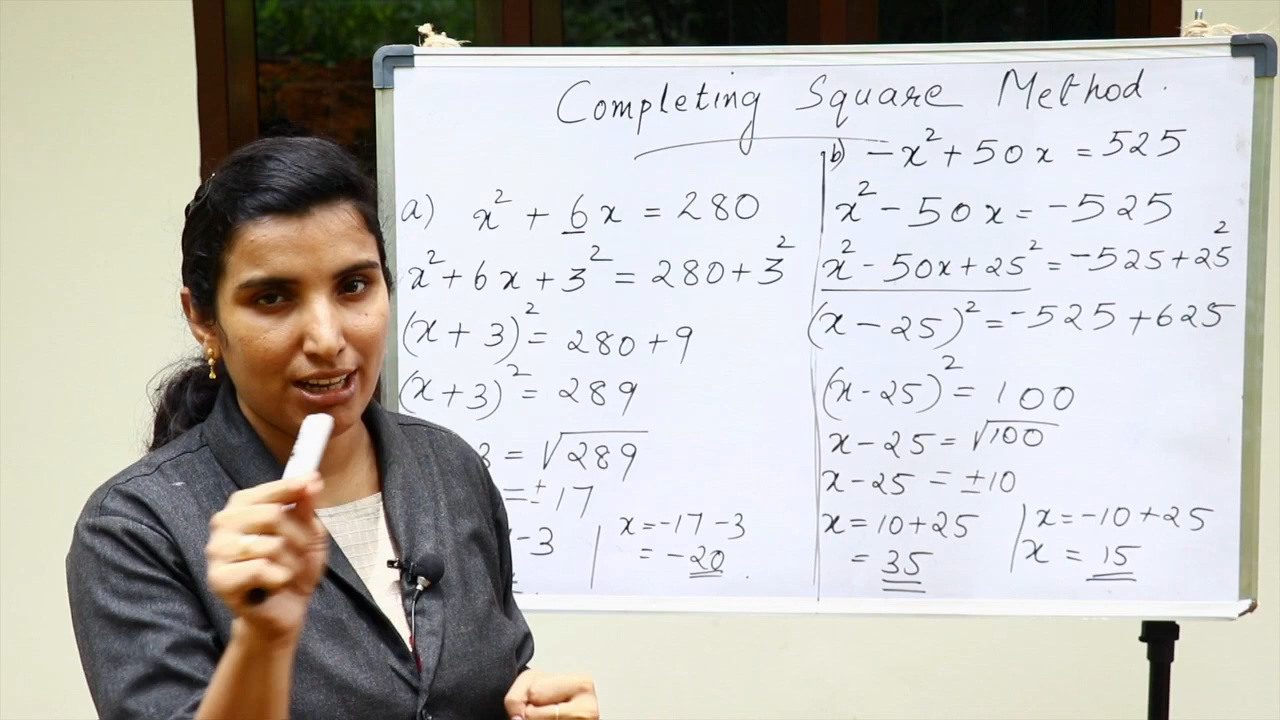 Completing Square Method.
a) x² + 6x = 280
x² + 6x + 3² = 280 + 3²
(x + 3)² = 280 + 9
(x + 3)² = 289
3 = √289
= ± 17
-3
x = -17 - 3
= -20
b) -x² + 50x = 525
x² - 50x = -525
x² - 50x + 25² = -525 + 25²
(x - 25)² = -525 + 625
(x - 25)² = 100
x - 25 = √100
x - 25 = ±10
x = 10 + 25
= 35
x = -10 + 25
x = 15